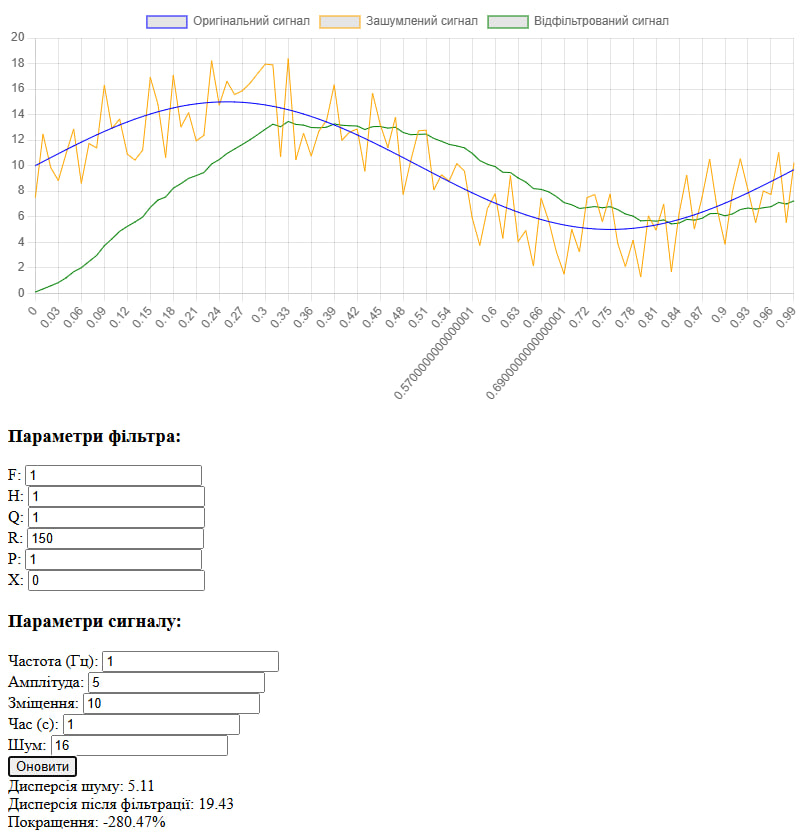 Оригінальний сигнал Зашумлений сигнал Відфільтрований сигнал
20
18
16
14
12
10
8
6
4
2
0
0 0.03 0.06 0.09 0.12 0.15 0.18 0.21 0.24 0.27 0.3 0.33 0.36 0.39 0.42 0.45 0.48 0.51 0.54 0.5700000000000001 0.6 0.63 0.66 0.6900000000000001 0.72 0.75 0.78 0.81 0.84 0.87 0.9 0.93 0.96 0.99
Параметри фільтра:
F: 1
H: 1
Q: 1
R: 150
P: 1
X: 0
Параметри сигналу:
Частота (Гц): 1
Амплітуда: 5
Зміщення: 10
Час (с): 1
Шум: 16
Оновити
Дисперсія шуму: 5.11
Дисперсія після фільтрації: 19.43
Покращення: -280.47%